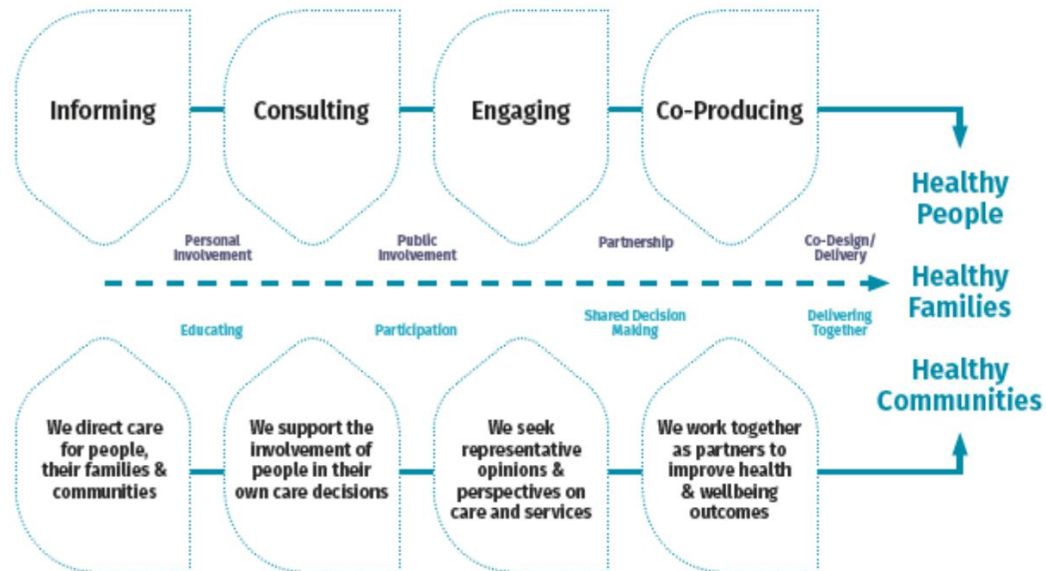 Informing
Consulting
Engaging
Co-Producing
Healthy
People
Personal
Involvement
Public
Involvement
Partnership
Co-Design/
Delivery
Healthy
Families
Educating
Participation
Shared Decision
Making
Delivering
Together
Healthy
Communities
We direct care
for people,
their families &
communities
We support the
involvement of
people in their
own care decisions
We seek
representative
opinions &
perspectives on
care and services
We work together
as partners to
improve health
& wellbeing
outcomes